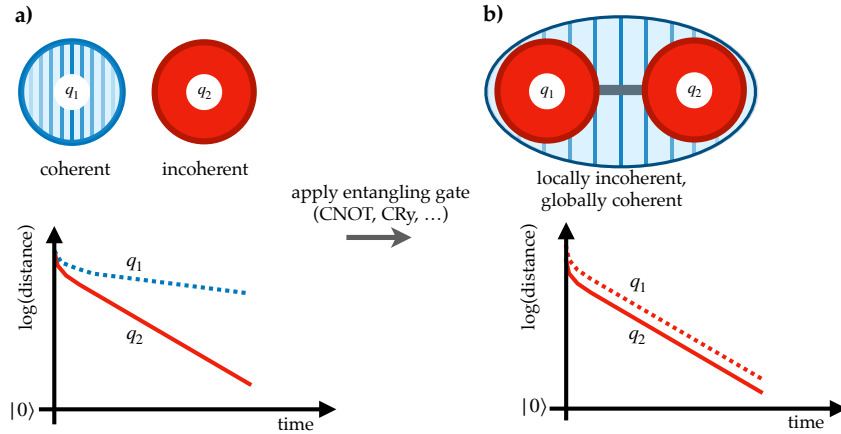 a)
q₁
q₂
coherent
incoherent
log(distance)
q₁
q₂
|0⟩
time
apply entangling gate
(CNOT, CRy, …)
b)
q₁
q₂
locally incoherent,
globally coherent
log(distance)
q₁
q₂
|0⟩
time